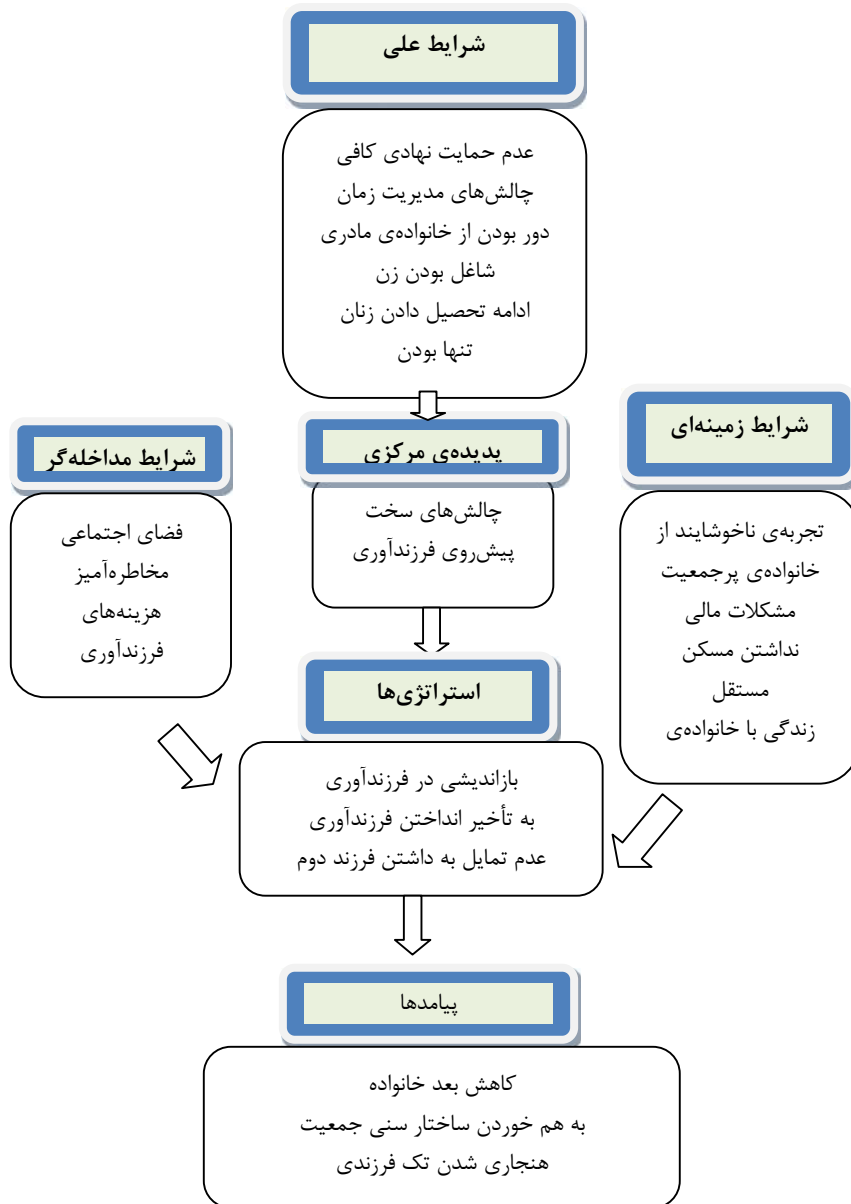 شرایط علی
عدم حمایت نهادی کافی
چالش‌های مدیریت زمان
دور بودن از خانواده‌ی مادری
شاغل بودن زن
ادامه تحصیل دادن زنان
تنها بودن
شرایط زمینه‌ای
تجربه‌ی ناخوشایند از
خانواده‌ی پرجمعیت
مشکلات مالی
نداشتن مسکن
مستقل
زندگی با خانواده‌ی
پدیده‌ی مرکزی
چالش‌های سخت
پیش‌روی فرزندآوری
شرایط مداخله‌گر
فضای اجتماعی
مخاطره‌آمیز
هزینه‌های
فرزندآوری
استراتژی‌ها
بازاندیشی در فرزندآوری
به تأخیر انداختن فرزندآوری
عدم تمایل به داشتن فرزند دوم
پیامدها
کاهش بعد خانواده
به هم خوردن ساختار سنی جمعیت
هنجاری شدن تک فرزندی